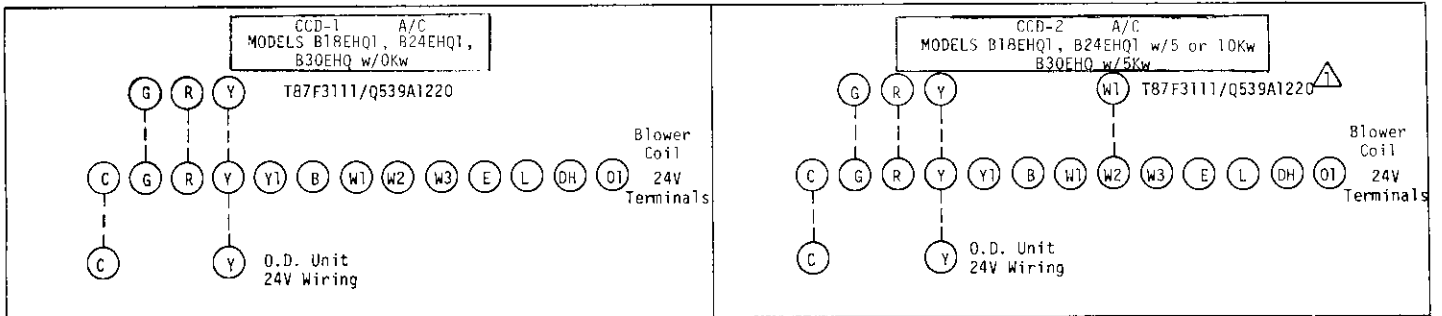 CCD-1 A/C
MODELS B18EHQ1, B24EHQ1,
B30EHQ w/0Kw
G R Y T87F3111/Q539A1220
Blower
Coil
C G R Y Y1 B W1 W2 W3 E L DH O1 24V
Terminals
C Y O.D. Unit
24V Wiring
CCD-2 A/C
MODELS B18EHQ1, B24EHQ1 w/5 or 10Kw
B30EHQ w/5Kw
G R Y W1 T87F3111/Q539A1220 1
Blower
Coil
C G R Y Y1 B W1 W2 W3 E L DH O1 24V
Terminals
C Y O.D. Unit
24V Wiring